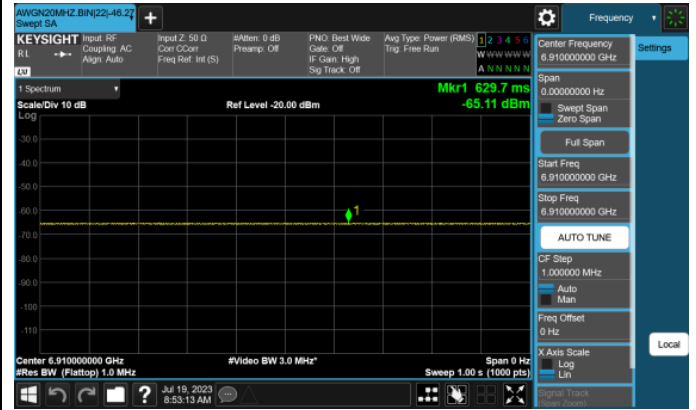 AWGN20MHZ.BIN|22|-46.27
Swept SA
Frequency
KEYSIGHT
RL
LXI
Input: RF
Coupling: AC
Align: Auto
Input Z: 50 Ω
Corr CCorr
Freq Ref: Int (S)
#Atten: 0 dB
Preamp: Off
PNO: Best Wide
Gate: Off
IF Gain: High
Sig Track: Off
Avg Type: Power (RMS)
Trig: Free Run
1 2 3 4 5 6
W W W W W W
A N N N N N
1 Spectrum
Scale/Div 10 dB
Ref Level -20.00 dBm
Mkr1 629.7 ms
-65.11 dBm
Log
-30.0
-40.0
-50.0
-60.0
-70.0
-80.0
-90.0
-100
-110
1
Center 6.910000000 GHz
#Res BW (Flattop) 1.0 MHz
#Video BW 3.0 MHz*
Span 0 Hz
Sweep 1.00 s (1000 pts)
?
Jul 19, 2023
8:53:13 AM
Center Frequency
6.910000000 GHz
Span
0.00000000 Hz
Swept Span
Zero Span
Full Span
Start Freq
6.910000000 GHz
Stop Freq
6.910000000 GHz
AUTO TUNE
CF Step
1.000000 MHz
Auto
Man
Freq Offset
0 Hz
X Axis Scale
Log
Lin
Signal Track
(Span Zoom)
Settings
Local